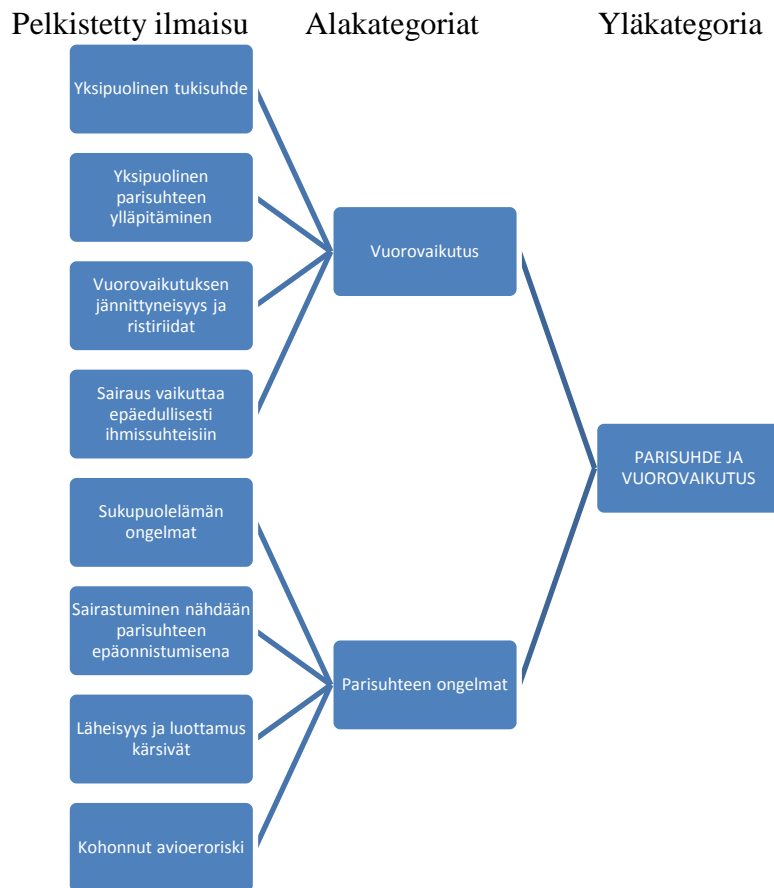 Pelkistetty ilmaisu Alakategoriat Yläkategoria
Yksipuolinen tukisuhde
Yksipuolinen
parisuhteen
ylläpitäminen
Vuorovaikutuksen
jännittyneisyys ja
ristiriidat
Sairaus vaikuttaa
epäedullisesti
ihmissuhteisiin
Sukupuolelämän
ongelmat
Sairastuminen nähdään
parisuhteen
epäonnistumisena
Läheisyys ja luottamus
kärsivät
Kohonnut avioeroriski
Vuorovaikutus
Parisuhteen ongelmat
PARISUHDE JA
VUOROVAIKUTUS